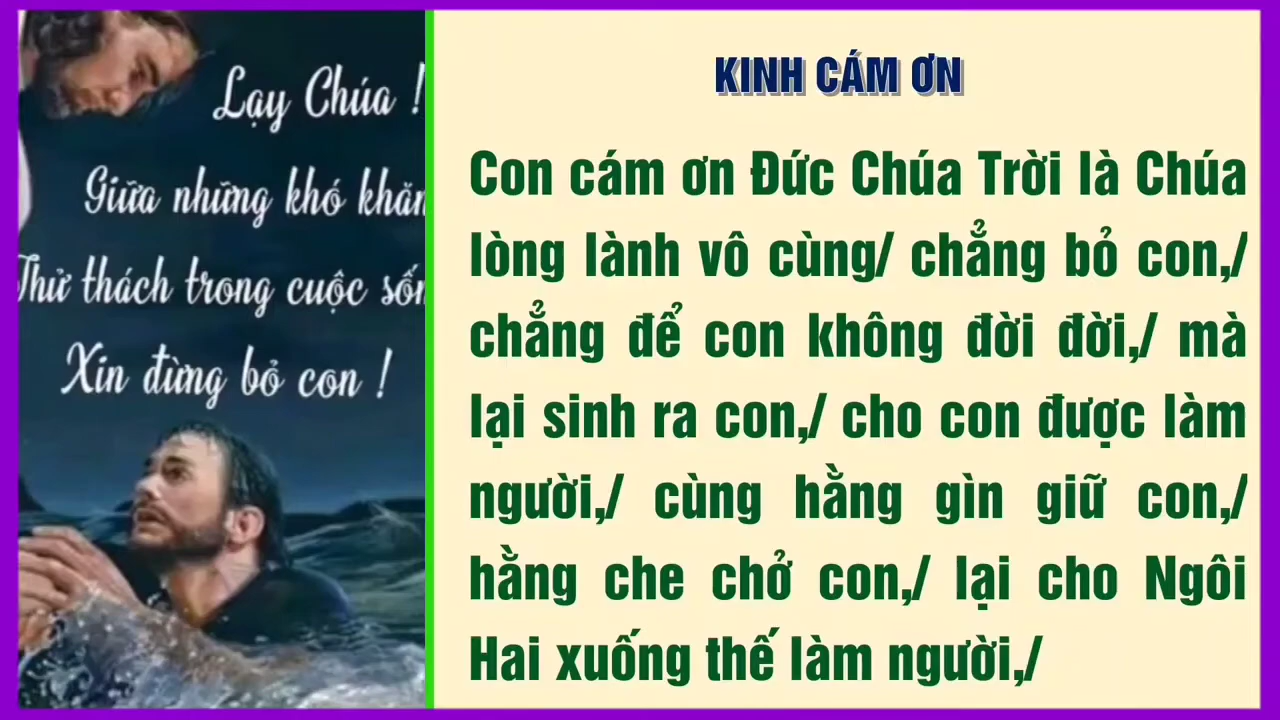 Lạy Chúa !
Giữa những khó khăn
Thử thách trong cuộc sốn
Xin đừng bỏ con !
KINH CÁM ƠN
Con cám ơn Đức Chúa Trời là Chúa
lòng lành vô cùng/ chẳng bỏ con,/
chẳng để con không đời đời,/ mà
lại sinh ra con,/ cho con được làm
người,/ cùng hằng gìn giữ con,/
hằng che chở con,/ lại cho Ngôi
Hai xuống thế làm người,/